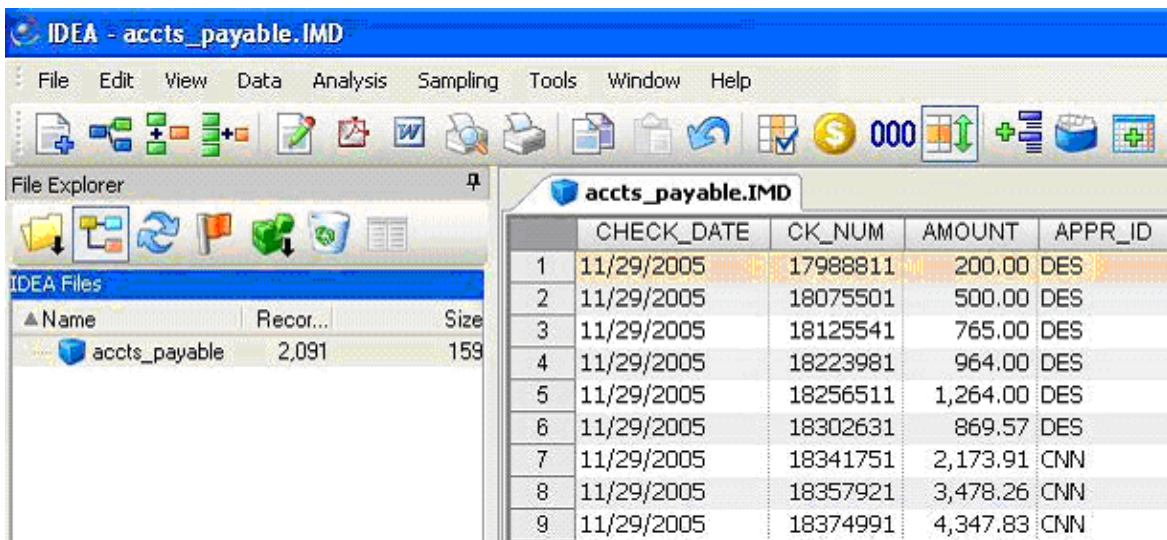 IDEA - accts_payable.IMD
File Edit View Data Analysis Sampling Tools Window Help
000
File Explorer
IDEA Files
Name Recor... Size
accts_payable 2,091 159
accts_payable.IMD
CHECK_DATE CK_NUM AMOUNT APPR_ID
1 11/29/2005 17988811 200.00 DES
2 11/29/2005 18075501 500.00 DES
3 11/29/2005 18125541 765.00 DES
4 11/29/2005 18223981 964.00 DES
5 11/29/2005 18256511 1,264.00 DES
6 11/29/2005 18302631 869.57 DES
7 11/29/2005 18341751 2,173.91 CNN
8 11/29/2005 18357921 3,478.26 CNN
9 11/29/2005 18374991 4,347.83 CNN